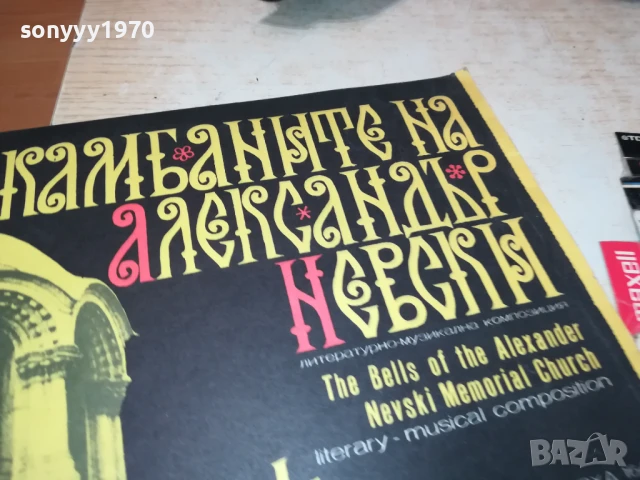 sonyyy1970
КАМБАНИТЕ НА
АЛЕКСАНДЪР
НЕВСКИ
ЛИТЕРАТУРНО-МУЗИКАЛНА КОМПОЗИЦИЯ
The Bells of the Alexander
Nevski Memorial Church
literary - musical composition
BAZAR